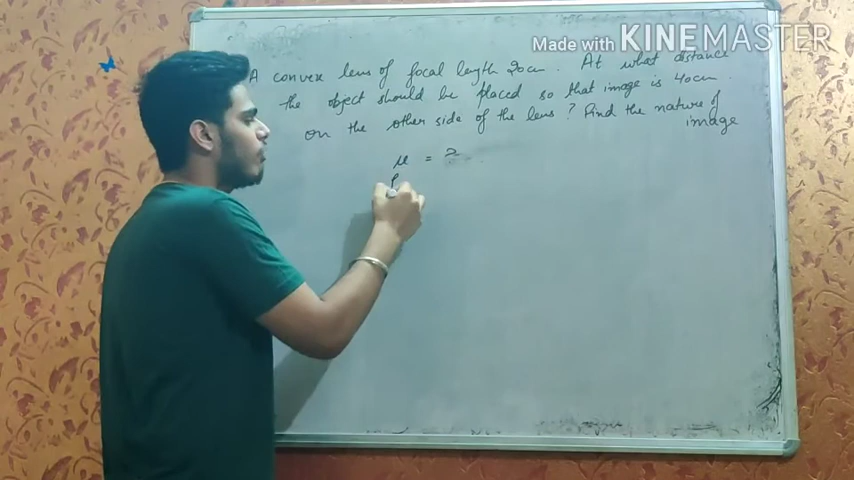 Made with KINEMASTER
A convex lens of focal length 20cm. At what distance
the object should be placed so that image is 40cm.
on the other side of the lens? Find the nature of
image
u = ?
f